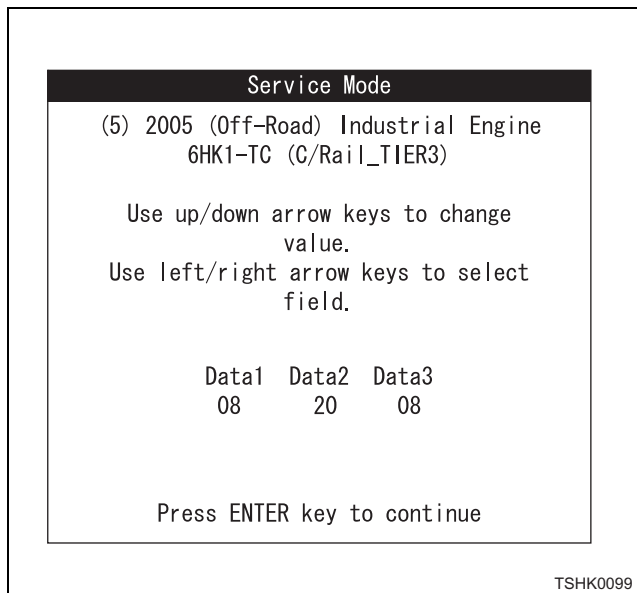 Service Mode
(5) 2005 (Off-Road) Industrial Engine
6HK1-TC (C/Rail_TIER3)
Use up/down arrow keys to change
value.
Use left/right arrow keys to select
field.
Data1 Data2 Data3
08 20 08
Press ENTER key to continue
TSHK0099